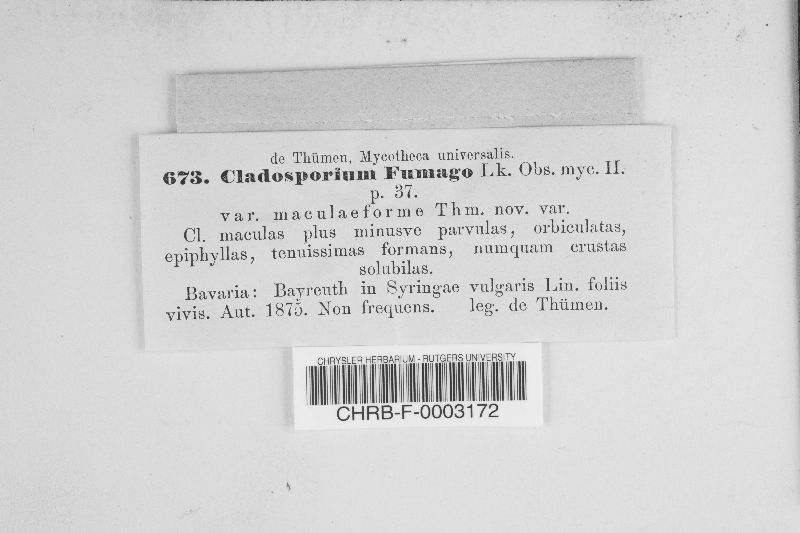 de Thümen, Mycotheca universalis.
673. Cladosporium Fumago Lk. Obs. myc. II.
p. 37.
var. maculaeforme Thm. nov. var.
Cl. maculas plus minusve parvulas, orbiculatas,
epiphyllas, tenuissimas formans, numquam crustas
solubilas.
Bavaria: Bayreuth in Syringae vulgaris Lin. foliis
vivis. Aut. 1875. Non frequens. leg. de Thümen.
CHRYSLER HERBARIUM - RUTGERS UNIVERSITY
CHRB-F-0003172